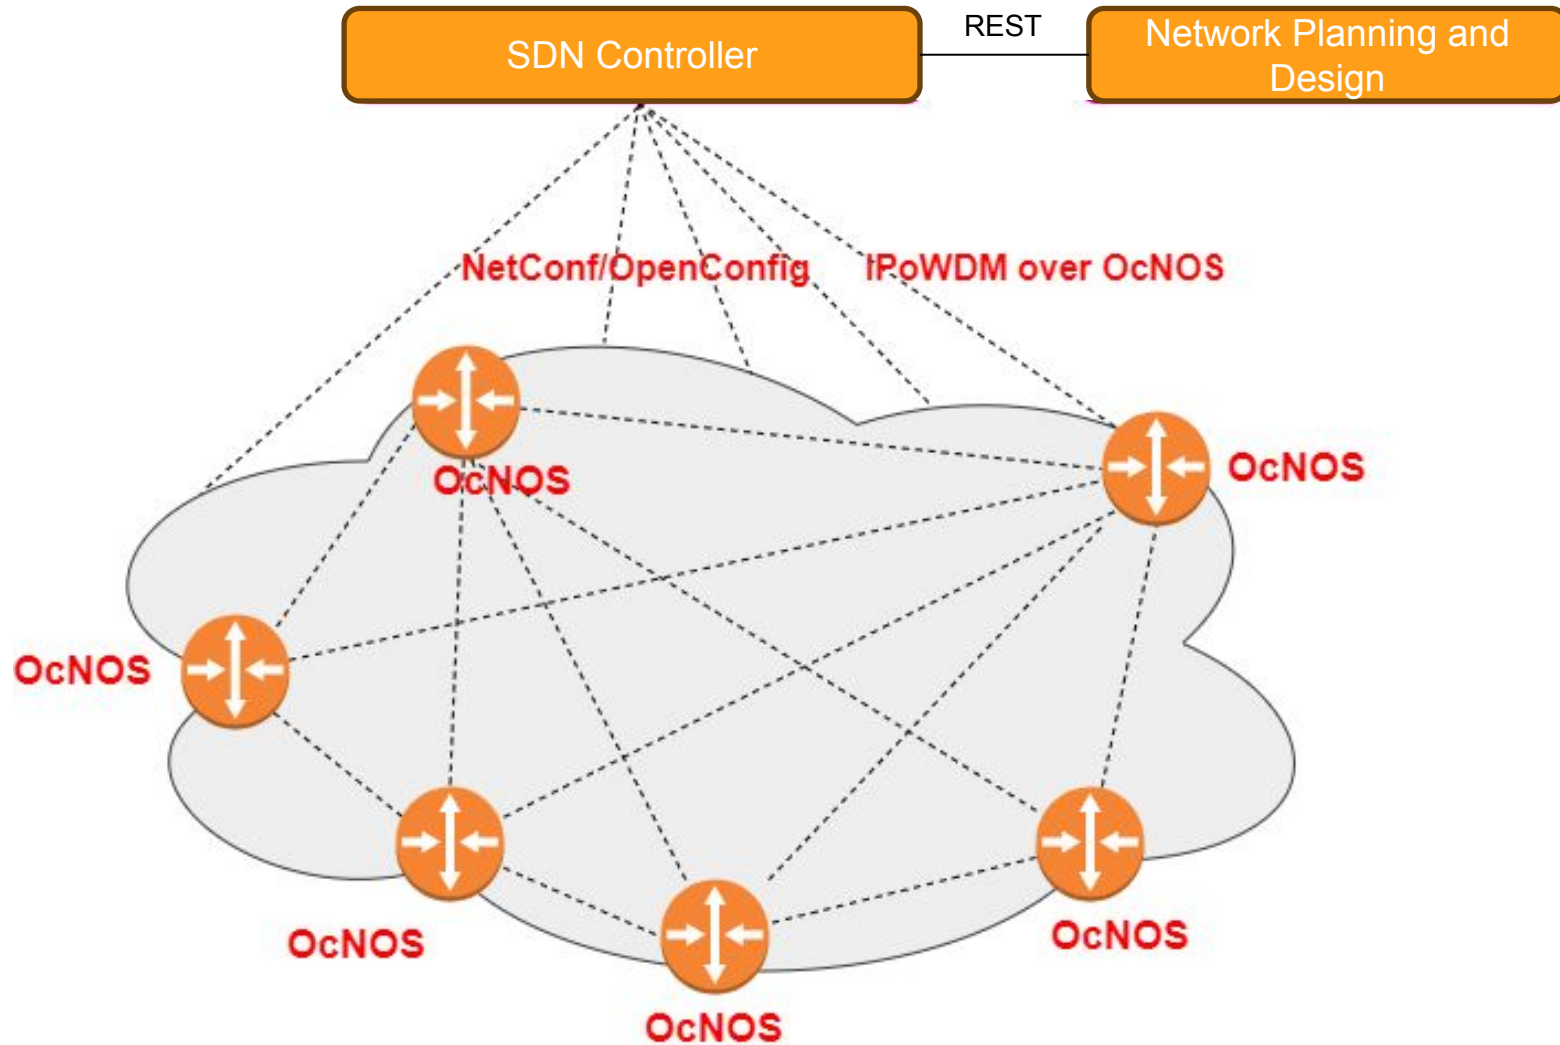 SDN Controller
REST
Network Planning and
Design
NetConf/OpenConfig
IPoWDM over OcNOS
OcNOS
OcNOS
OcNOS
OcNOS
OcNOS
OcNOS